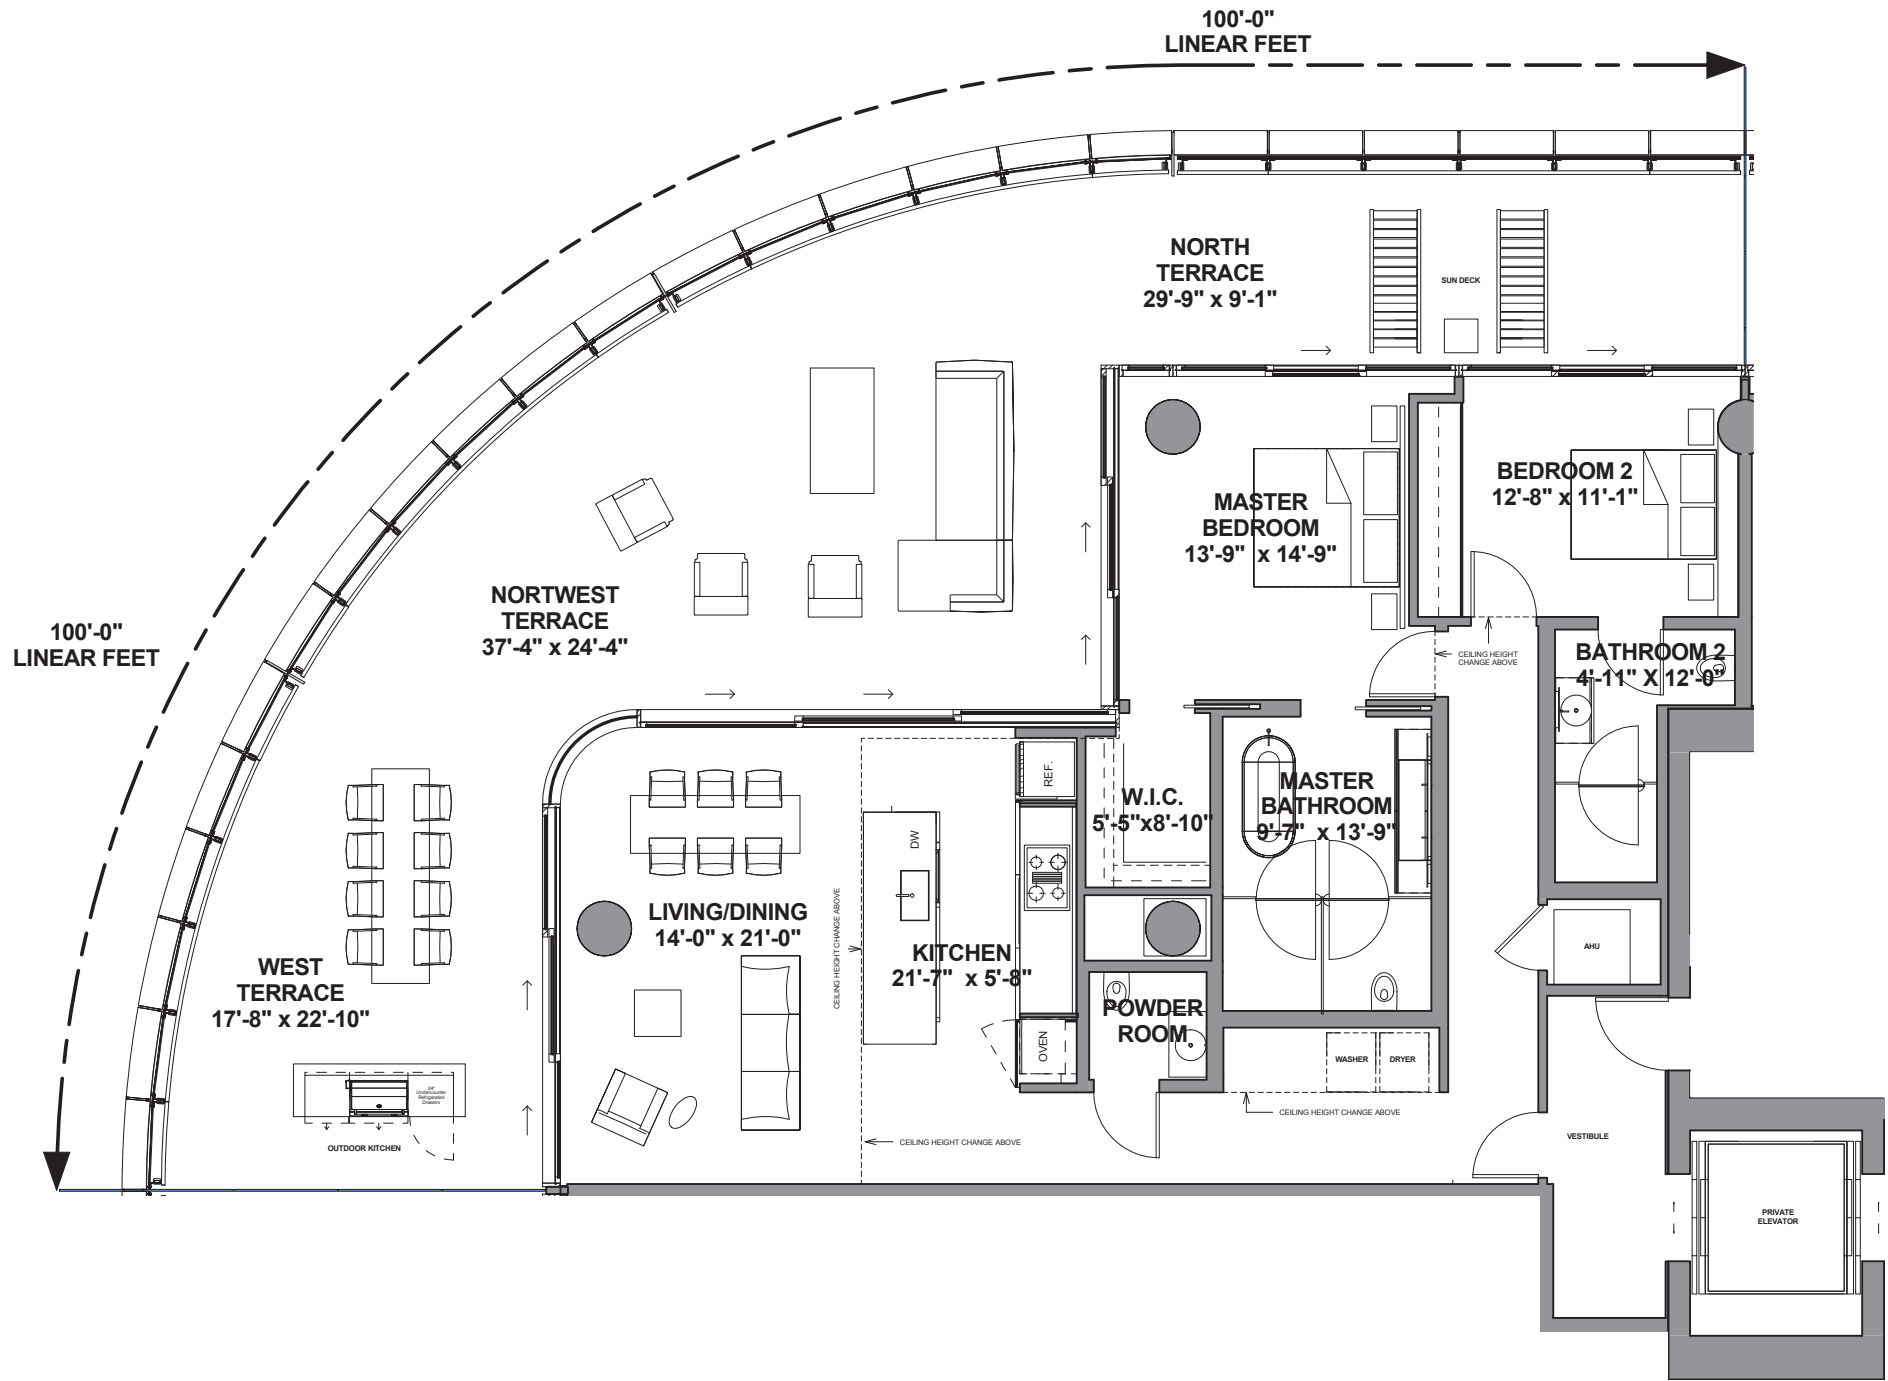 100'-0"
LINEAR FEET
NORTH
TERRACE
29'-9" x 9'-1"
SUN DECK
MASTER
BEDROOM
13'-9" x 14'-9"
BEDROOM 2
12'-8" x 11'-1"
NORTWEST
TERRACE
37'-4" x 24'-4"
100'-0"
LINEAR FEET
CEILING HEIGHT
CHANGE ABOVE
BATHROOM 2
4'-11" X 12'-0"
REF.
W.I.C.
5'-5"x8'-10"
MASTER
BATHROOM
9'-7" x 13'-9"
DW
LIVING/DINING
14'-0" x 21'-0"
CEILING HEIGHT CHANGE ABOVE
KITCHEN
21'-7" x 5'-8"
AHU
WEST
TERRACE
17'-8" x 22'-10"
POWDER
ROOM
OVEN
WASHER
DRYER
24"
Undercounter
Refrigerated
Drawers
OUTDOOR KITCHEN
CEILING HEIGHT CHANGE ABOVE
CEILING HEIGHT CHANGE ABOVE
VESTIBULE
PRIVATE
ELEVATOR